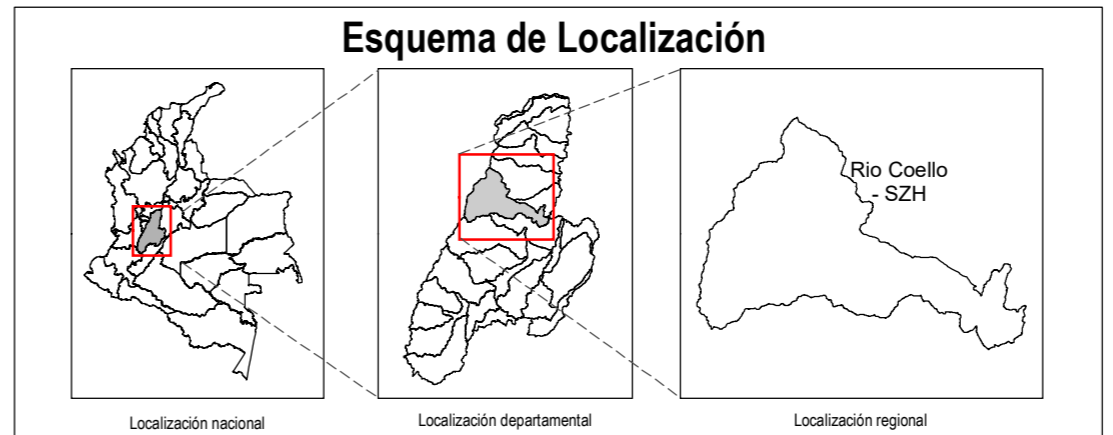 Esquema de Localización
Rio Coello
- SZH
Localización nacional
Localización departamental
Localización regional